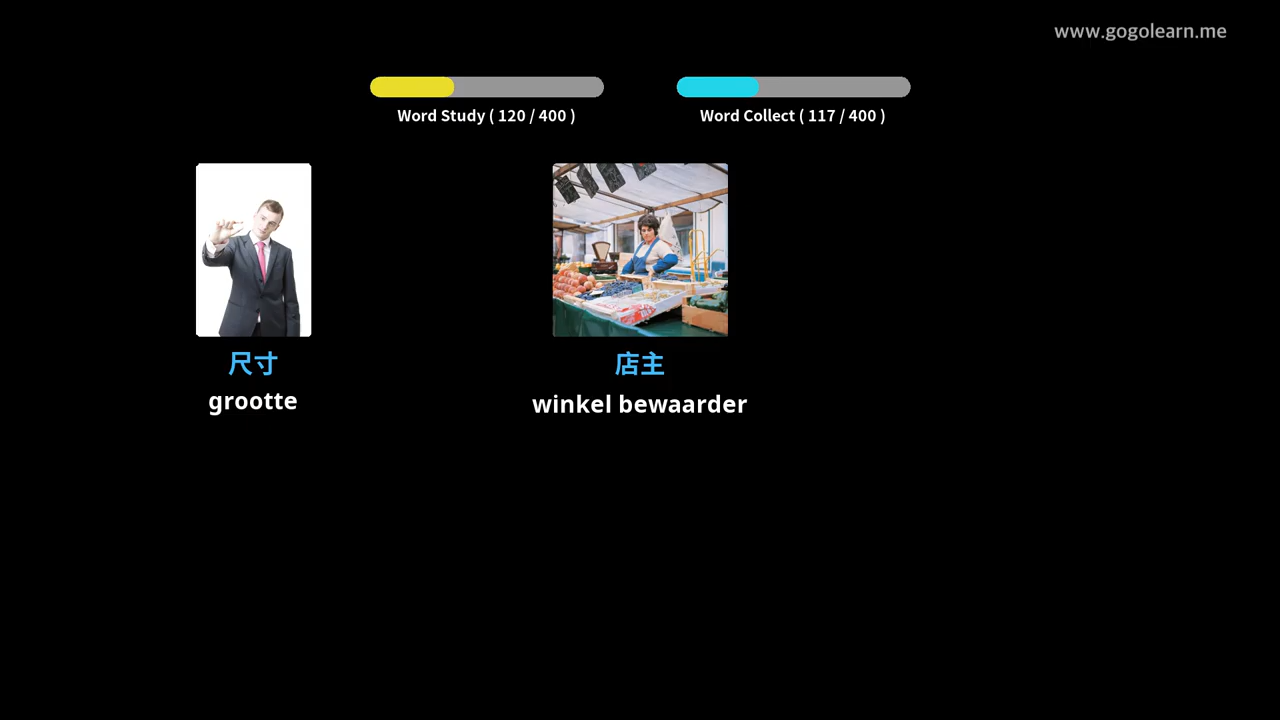 www.gogolearn.me
Word Study ( 120 / 400 )
Word Collect ( 117 / 400 )
尺寸
grootte
店主
winkel bewaarder